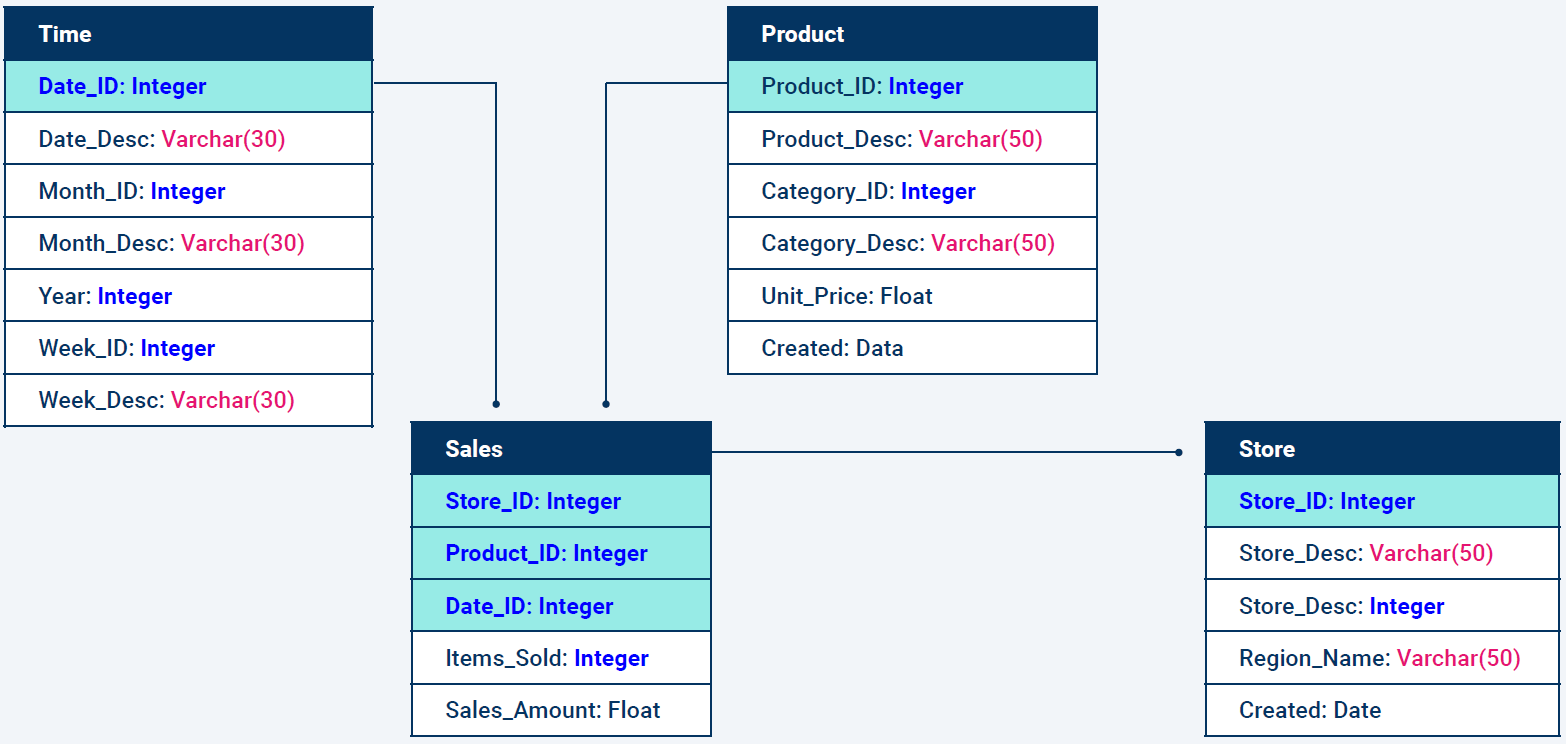 Time
Date_ID: Integer
Date_Desc: Varchar(30)
Month_ID: Integer
Month_Desc: Varchar(30)
Year: Integer
Week_ID: Integer
Week_Desc: Varchar(30)
Product
Product_ID: Integer
Product_Desc: Varchar(50)
Category_ID: Integer
Category_Desc: Varchar(50)
Unit_Price: Float
Created: Data
Sales
Store_ID: Integer
Product_ID: Integer
Date_ID: Integer
Items_Sold: Integer
Sales_Amount: Float
Store
Store_ID: Integer
Store_Desc: Varchar(50)
Store_Desc: Integer
Region_Name: Varchar(50)
Created: Date